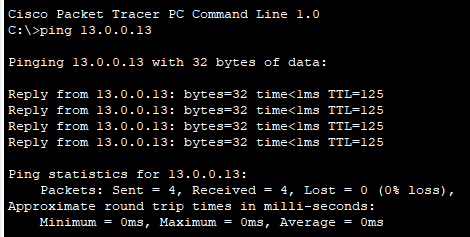 Cisco Packet Tracer PC Command Line 1.0
C:\>ping 13.0.0.13
Pinging 13.0.0.13 with 32 bytes of data:
Reply from 13.0.0.13: bytes=32 time<1ms TTL=125
Reply from 13.0.0.13: bytes=32 time<1ms TTL=125
Reply from 13.0.0.13: bytes=32 time<1ms TTL=125
Reply from 13.0.0.13: bytes=32 time<1ms TTL=125
Ping statistics for 13.0.0.13:
Packets: Sent = 4, Received = 4, Lost = 0 (0% loss),
Approximate round trip times in milli-seconds:
Minimum = 0ms, Maximum = 0ms, Average = 0ms